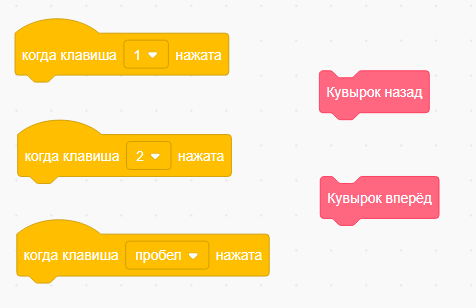 когда клавиша 1 нажата
Кувырок назад
когда клавиша 2 нажата
Кувырок вперёд
когда клавиша пробел нажата